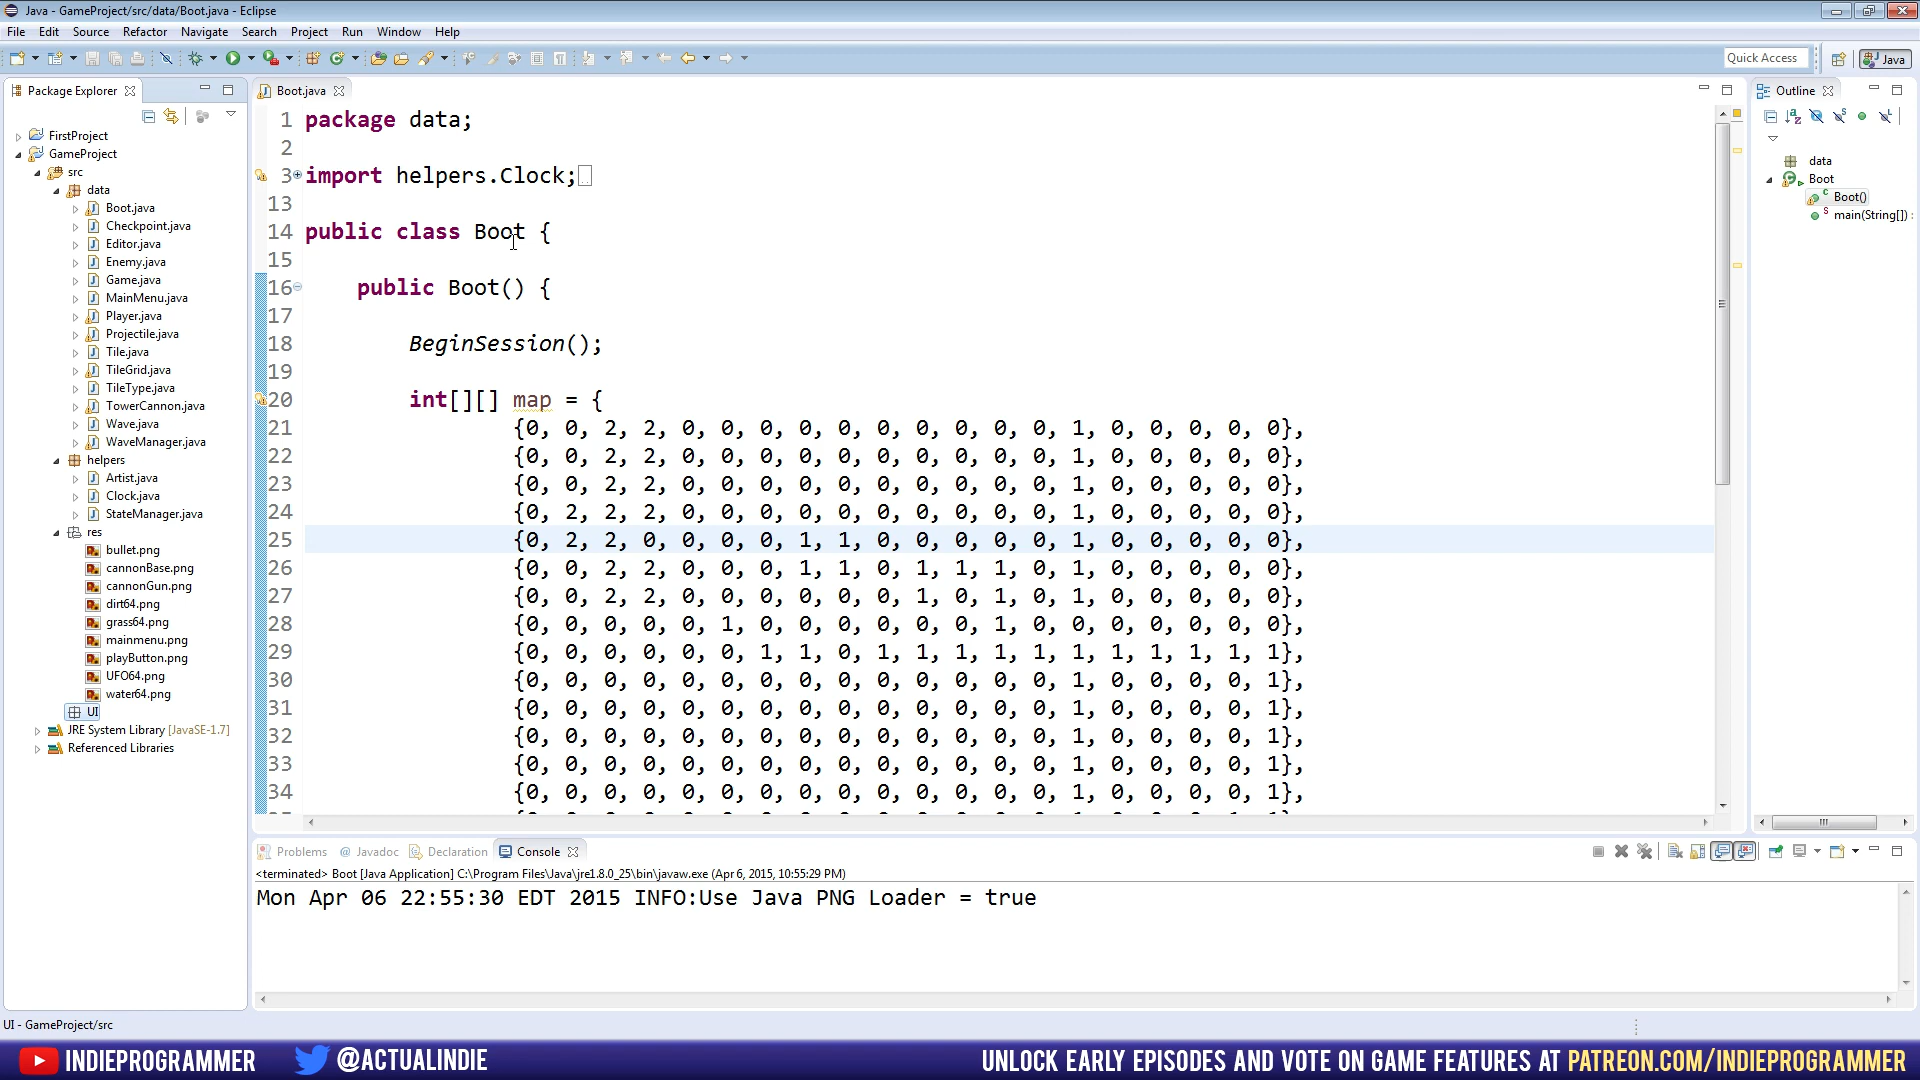 Java - GameProject/src/data/Boot.java - Eclipse
File Edit Source Refactor Navigate Search Project Run Window Help
Quick Access Java
Package Explorer
FirstProject
GameProject
src
data
Boot.java
Checkpoint.java
Editor.java
Enemy.java
Game.java
MainMenu.java
Player.java
Projectile.java
Tile.java
TileGrid.java
TileType.java
TowerCannon.java
Wave.java
WaveManager.java
helpers
Artist.java
Clock.java
StateManager.java
res
bullet.png
cannonBase.png
cannonGun.png
dirt64.png
grass64.png
mainmenu.png
playButton.png
UFO64.png
water64.png
UI
JRE System Library [JavaSE-1.7]
Referenced Libraries
Boot.java
1 package data;
2
3 import helpers.Clock;
13
14 public class Boot {
15
16 public Boot() {
17
18 BeginSession();
19
20 int[][] map = {
21 {0, 0, 2, 2, 0, 0, 0, 0, 0, 0, 0, 0, 0, 0, 1, 0, 0, 0, 0, 0},
22 {0, 0, 2, 2, 0, 0, 0, 0, 0, 0, 0, 0, 0, 0, 1, 0, 0, 0, 0, 0},
23 {0, 0, 2, 2, 0, 0, 0, 0, 0, 0, 0, 0, 0, 0, 1, 0, 0, 0, 0, 0},
24 {0, 2, 2, 2, 0, 0, 0, 0, 0, 0, 0, 0, 0, 0, 1, 0, 0, 0, 0, 0},
25 {0, 2, 2, 0, 0, 0, 0, 1, 1, 0, 0, 0, 0, 0, 1, 0, 0, 0, 0, 0},
26 {0, 0, 2, 2, 0, 0, 0, 1, 1, 0, 1, 1, 1, 0, 1, 0, 0, 0, 0, 0},
27 {0, 0, 2, 2, 0, 0, 0, 0, 0, 0, 1, 0, 1, 0, 1, 0, 0, 0, 0, 0},
28 {0, 0, 0, 0, 0, 1, 0, 0, 0, 0, 0, 0, 1, 0, 0, 0, 0, 0, 0, 0},
29 {0, 0, 0, 0, 0, 0, 1, 1, 0, 1, 1, 1, 1, 1, 1, 1, 1, 1, 1, 1},
30 {0, 0, 0, 0, 0, 0, 0, 0, 0, 0, 0, 0, 0, 0, 1, 0, 0, 0, 0, 1},
31 {0, 0, 0, 0, 0, 0, 0, 0, 0, 0, 0, 0, 0, 0, 1, 0, 0, 0, 0, 1},
32 {0, 0, 0, 0, 0, 0, 0, 0, 0, 0, 0, 0, 0, 0, 1, 0, 0, 0, 0, 1},
33 {0, 0, 0, 0, 0, 0, 0, 0, 0, 0, 0, 0, 0, 0, 1, 0, 0, 0, 0, 1},
34 {0, 0, 0, 0, 0, 0, 0, 0, 0, 0, 0, 0, 0, 0, 1, 0, 0, 0, 0, 1},
Outline
data
Boot
Boot()
main(String[]) :
Problems Javadoc Declaration Console
<terminated> Boot [Java Application] C:\Program Files\Java\jre1.8.0_25\bin\javaw.exe (Apr 6, 2015, 10:55:29 PM)
Mon Apr 06 22:55:30 EDT 2015 INFO:Use Java PNG Loader = true
UI - GameProject/src
INDIEPROGRAMMER @ACTUALINDIE UNLOCK EARLY EPISODES AND VOTE ON GAME FEATURES AT PATREON.COM/INDIEPROGRAMMER